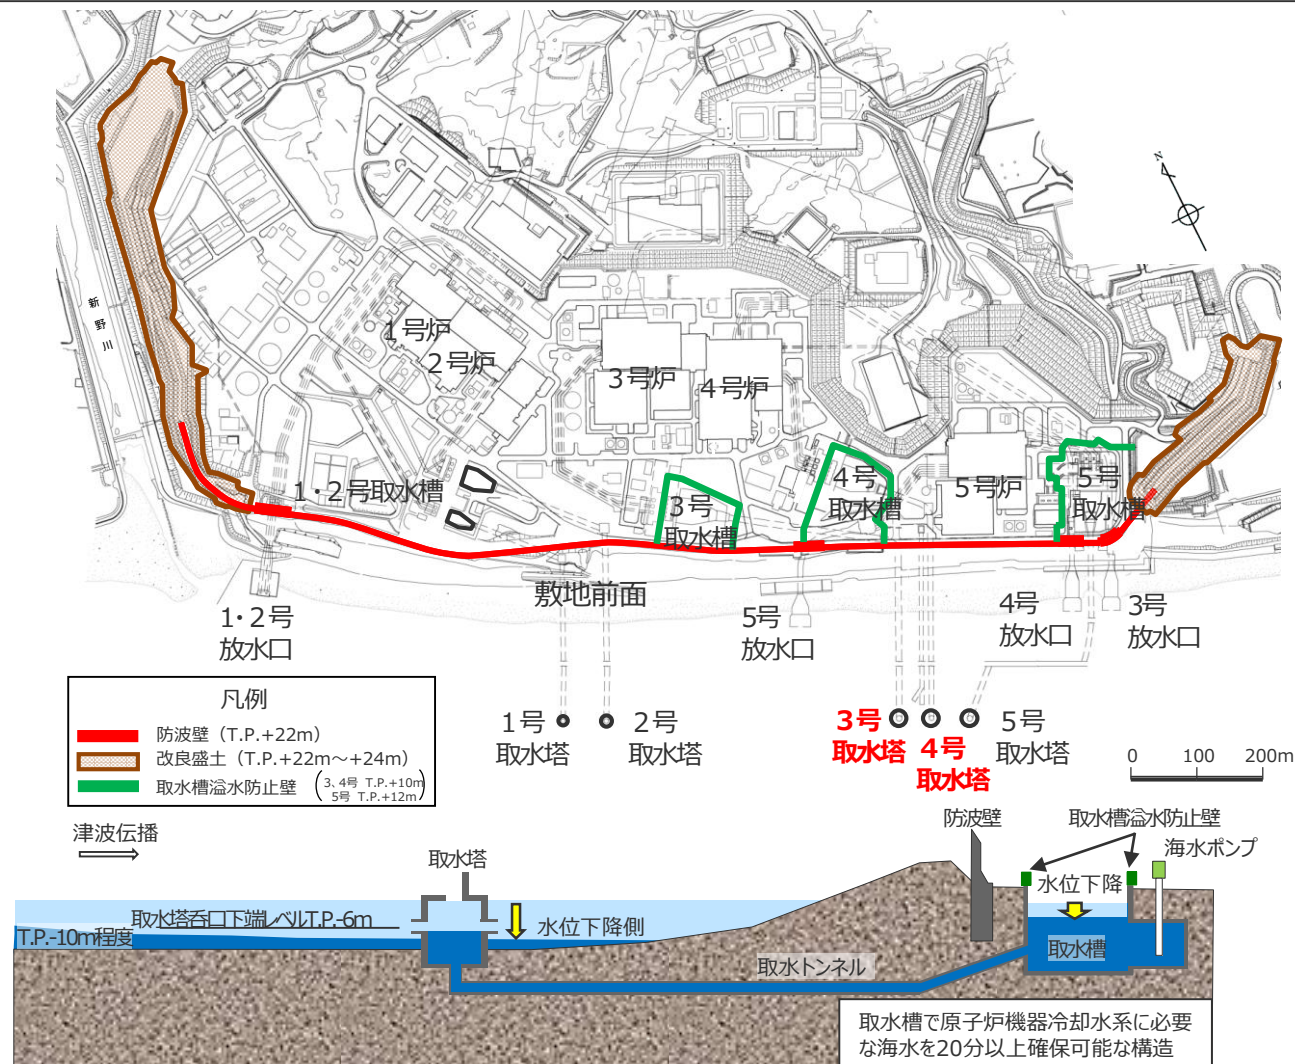 N
新野川
1号炉
2号炉
3号炉
4号炉
5号炉
1・2号取水槽
3号
取水槽
4号
取水槽
5号
取水槽
敷地前面
1・2号
放水口
5号
放水口
4号
放水口
3号
放水口
1号
取水塔
2号
取水塔
3号
取水塔
4号
取水塔
5号
取水塔
0 100 200m
凡例
防波壁（T.P.+22m）
改良盛土（T.P.+22m～+24m）
取水槽溢水防止壁
3、4号 T.P.+10m
5号 T.P.+12m
津波伝播
取水塔
防波壁
取水槽溢水防止壁
海水ポンプ
水位下降
取水塔呑口下端レベルT.P.-6m
水位下降側
T.P.-10m程度
取水槽
取水トンネル
取水槽で原子炉機器冷却水系に必要
な海水を20分以上確保可能な構造